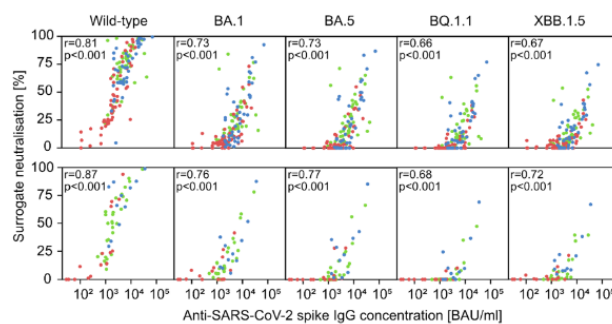 Wild-type BA.1 BA.5 BQ.1.1 XBB.1.5
Surrogate neutralisation [%]
100 r=0.81 r=0.73 r=0.73 r=0.66 r=0.67
p<0.001 p<0.001 p<0.001 p<0.001 p<0.001
75
50
25
0
100 r=0.87 r=0.76 r=0.77 r=0.68 r=0.72
p<0.001 p<0.001 p<0.001 p<0.001 p<0.001
75
50
25
0
10² 10³ 10⁴ 10⁵ 10² 10³ 10⁴ 10⁵ 10² 10³ 10⁴ 10⁵ 10² 10³ 10⁴ 10⁵ 10² 10³ 10⁴ 10⁵
Anti-SARS-CoV-2 spike IgG concentration [BAU/ml]